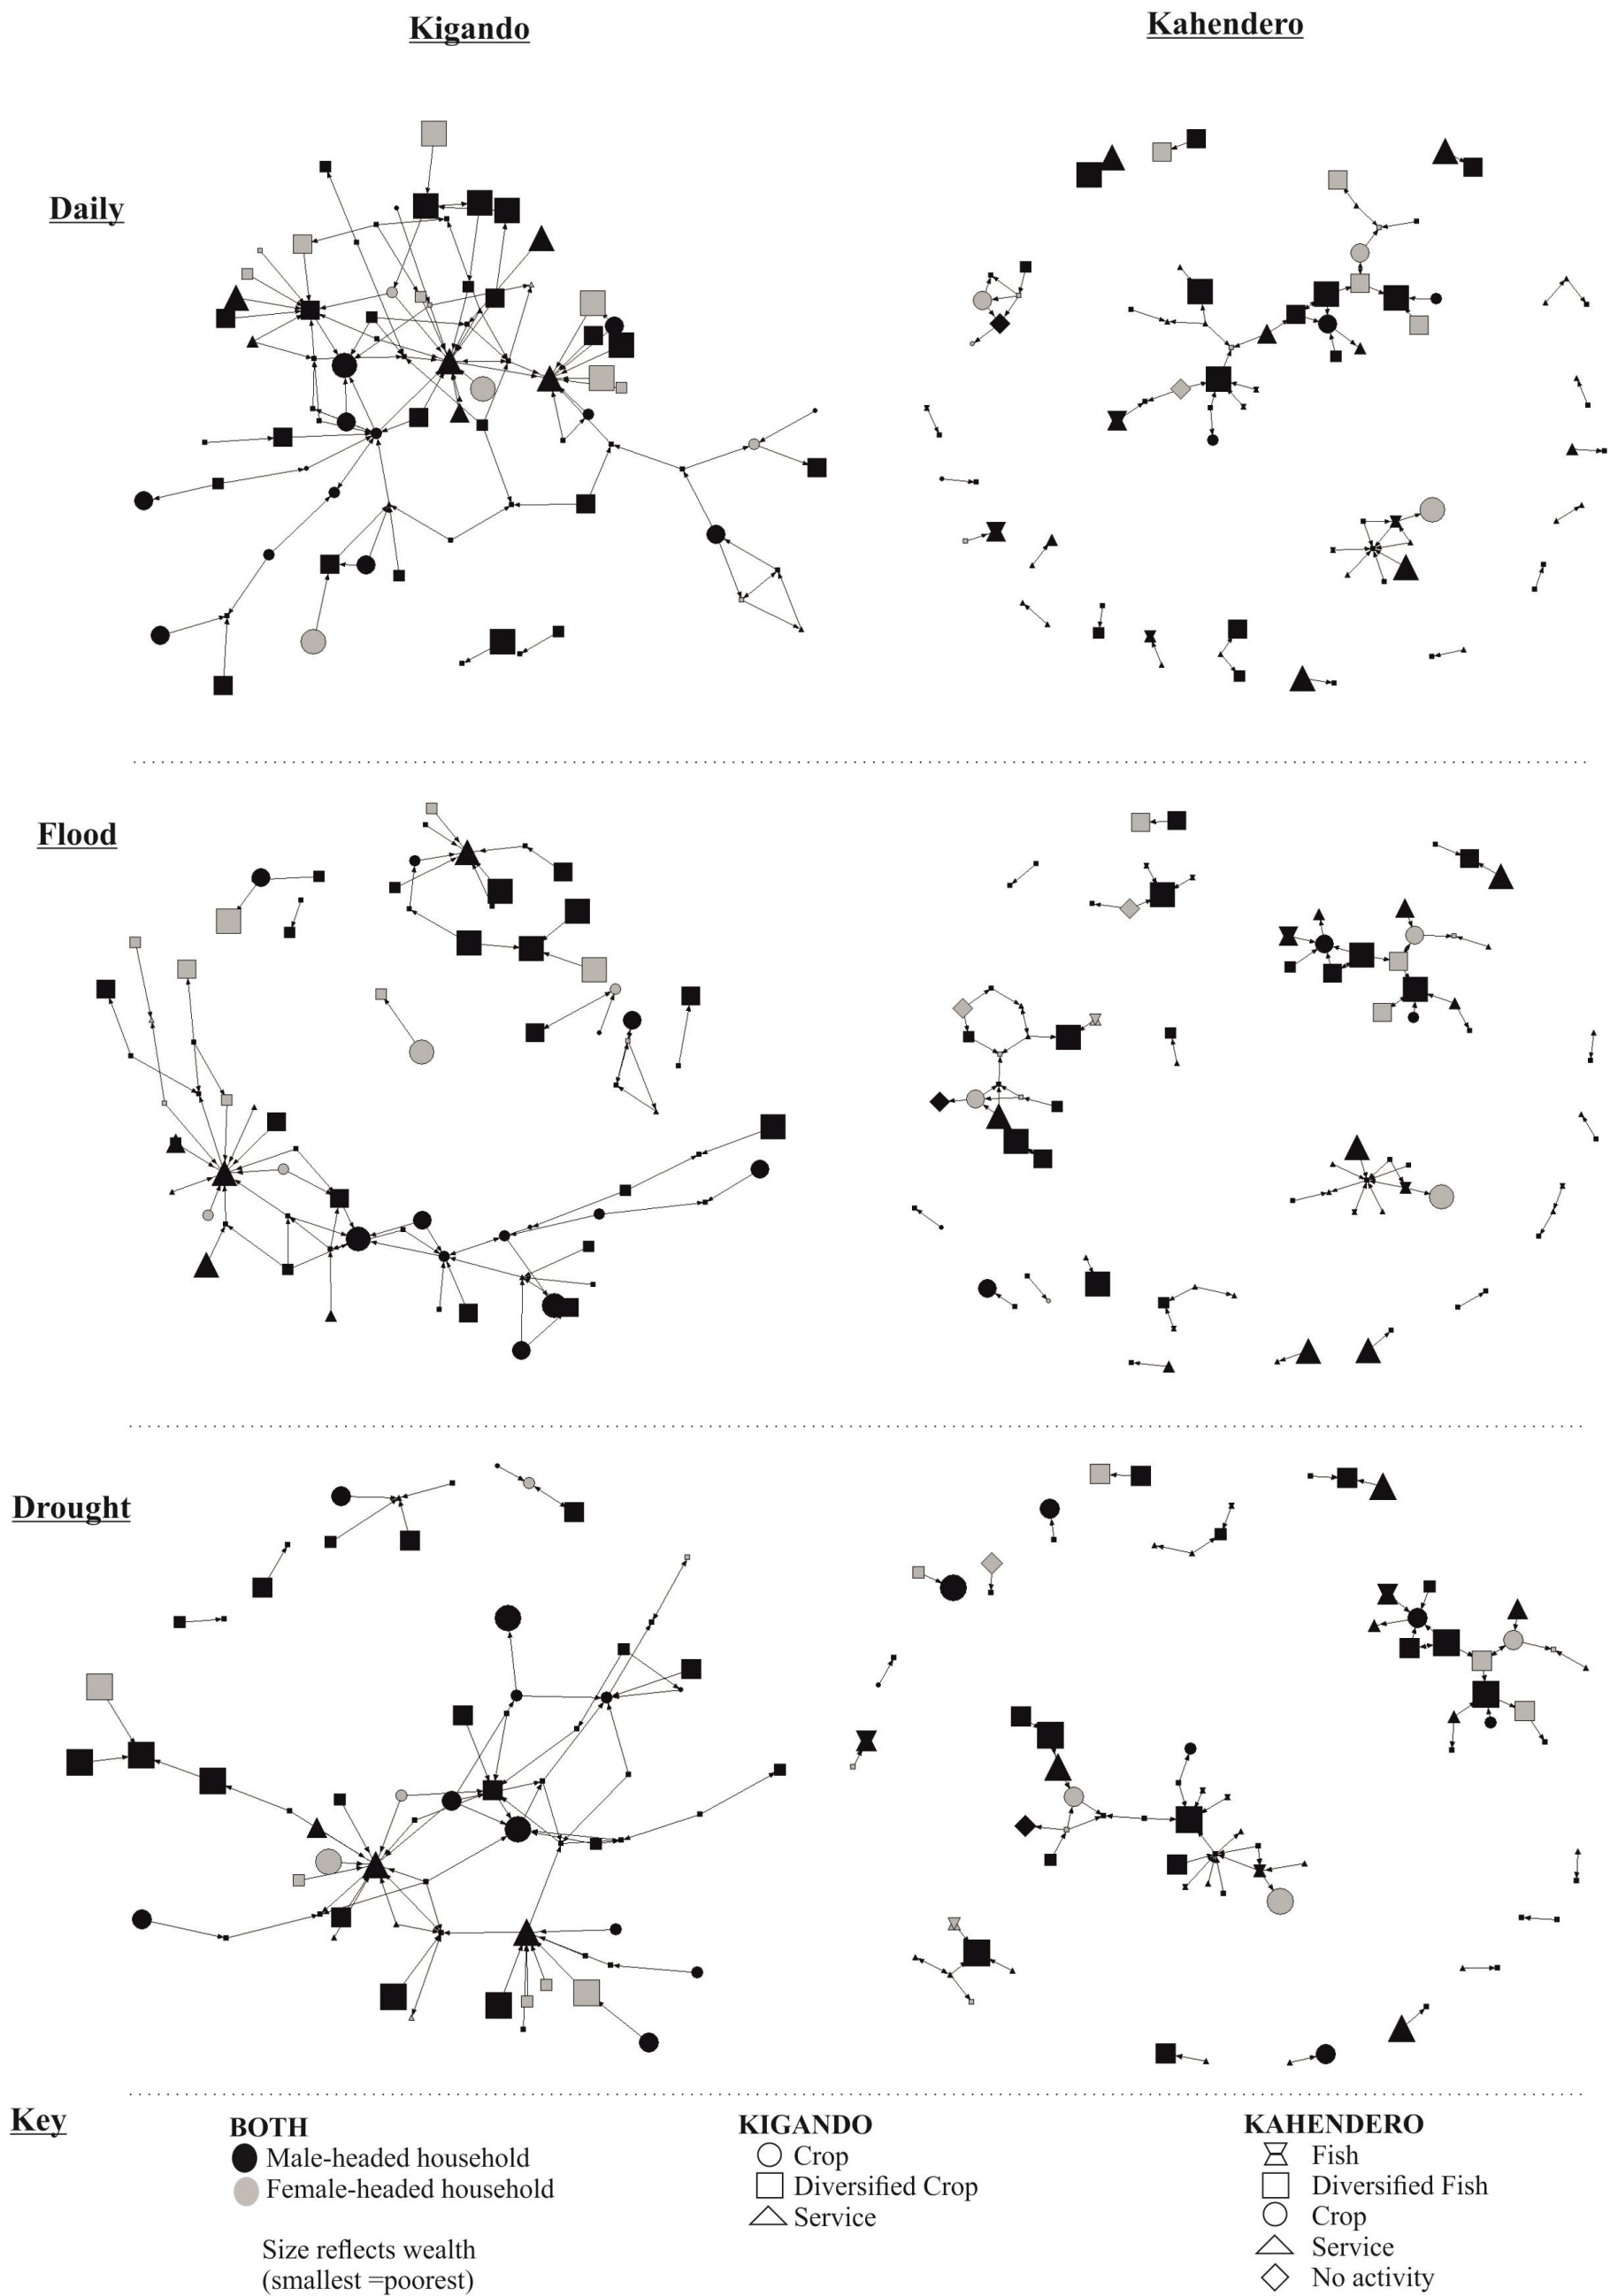 Kigando
Kahendero
Daily
Flood
Drought
Key
BOTH
Male-headed household
Female-headed household
Size reflects wealth
(smallest =poorest)
KIGANDO
Crop
Diversified Crop
Service
KAHENDERO
Fish
Diversified Fish
Crop
Service
No activity